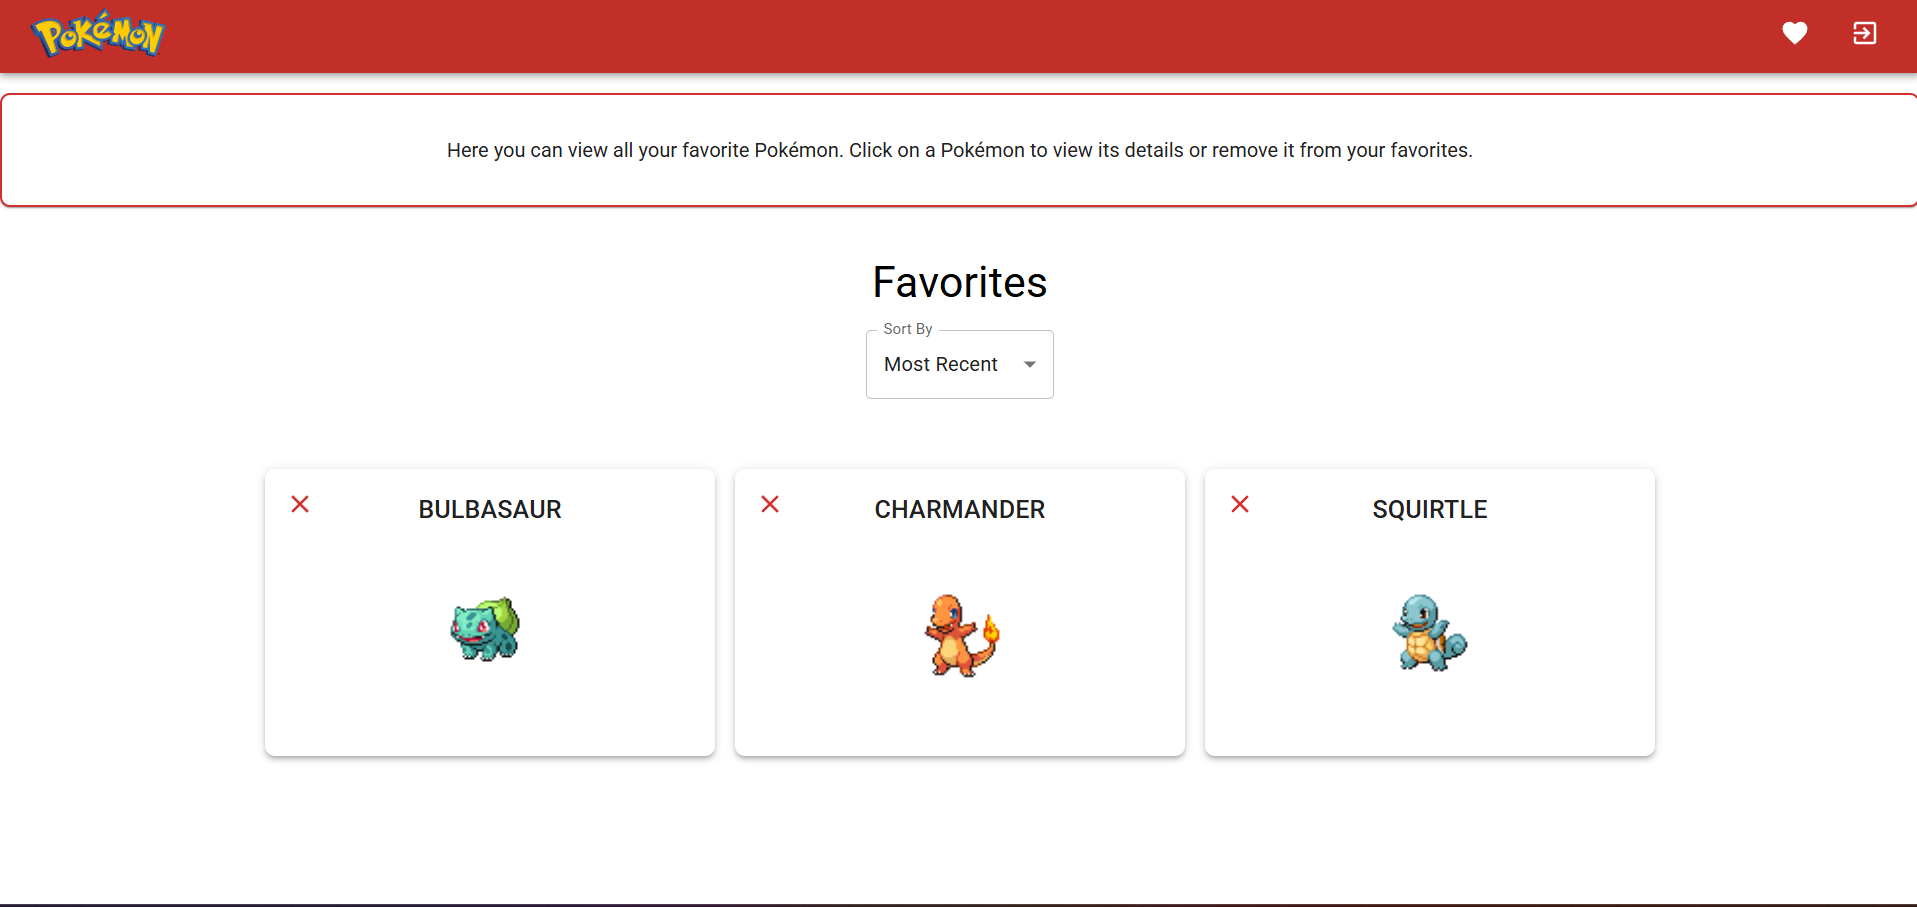 Pokémon
Here you can view all your favorite Pokémon. Click on a Pokémon to view its details or remove it from your favorites.
Favorites
Sort By
Most Recent
BULBASAUR
CHARMANDER
SQUIRTLE